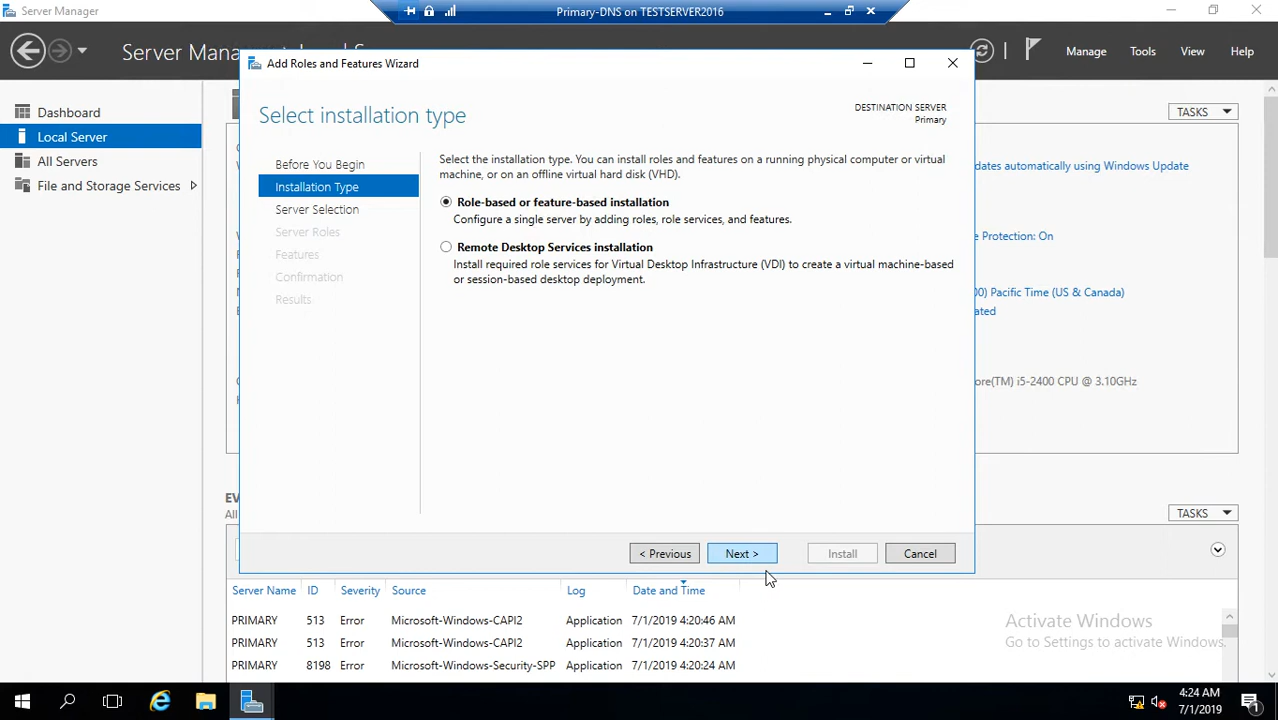 Server Manager
Primary-DNS on TESTSERVER2016
Server Manag
Manage Tools View Help
Add Roles and Features Wizard
Select installation type
DESTINATION SERVER
Primary
Dashboard
Local Server
All Servers
File and Storage Services
Before You Begin
Installation Type
Server Selection
Server Roles
Features
Confirmation
Results
Select the installation type. You can install roles and features on a running physical computer or virtual
machine, or on an offline virtual hard disk (VHD).
Role-based or feature-based installation
Configure a single server by adding roles, role services, and features.
Remote Desktop Services installation
Install required role services for Virtual Desktop Infrastructure (VDI) to create a virtual machine-based
or session-based desktop deployment.
< Previous
Next >
Install
Cancel
TASKS
dates automatically using Windows Update
Protection: On
00) Pacific Time (US & Canada)
ated
ore(TM) i5-2400 CPU @ 3.10GHz
EV
All
TASKS
Server Name ID Severity Source Log Date and Time
PRIMARY 513 Error Microsoft-Windows-CAPI2 Application 7/1/2019 4:20:46 AM
PRIMARY 513 Error Microsoft-Windows-CAPI2 Application 7/1/2019 4:20:37 AM
PRIMARY 8198 Error Microsoft-Windows-Security-SPP Application 7/1/2019 4:20:24 AM
Activate Windows
Go to Settings to activate Windows.
4:24 AM
7/1/2019
1